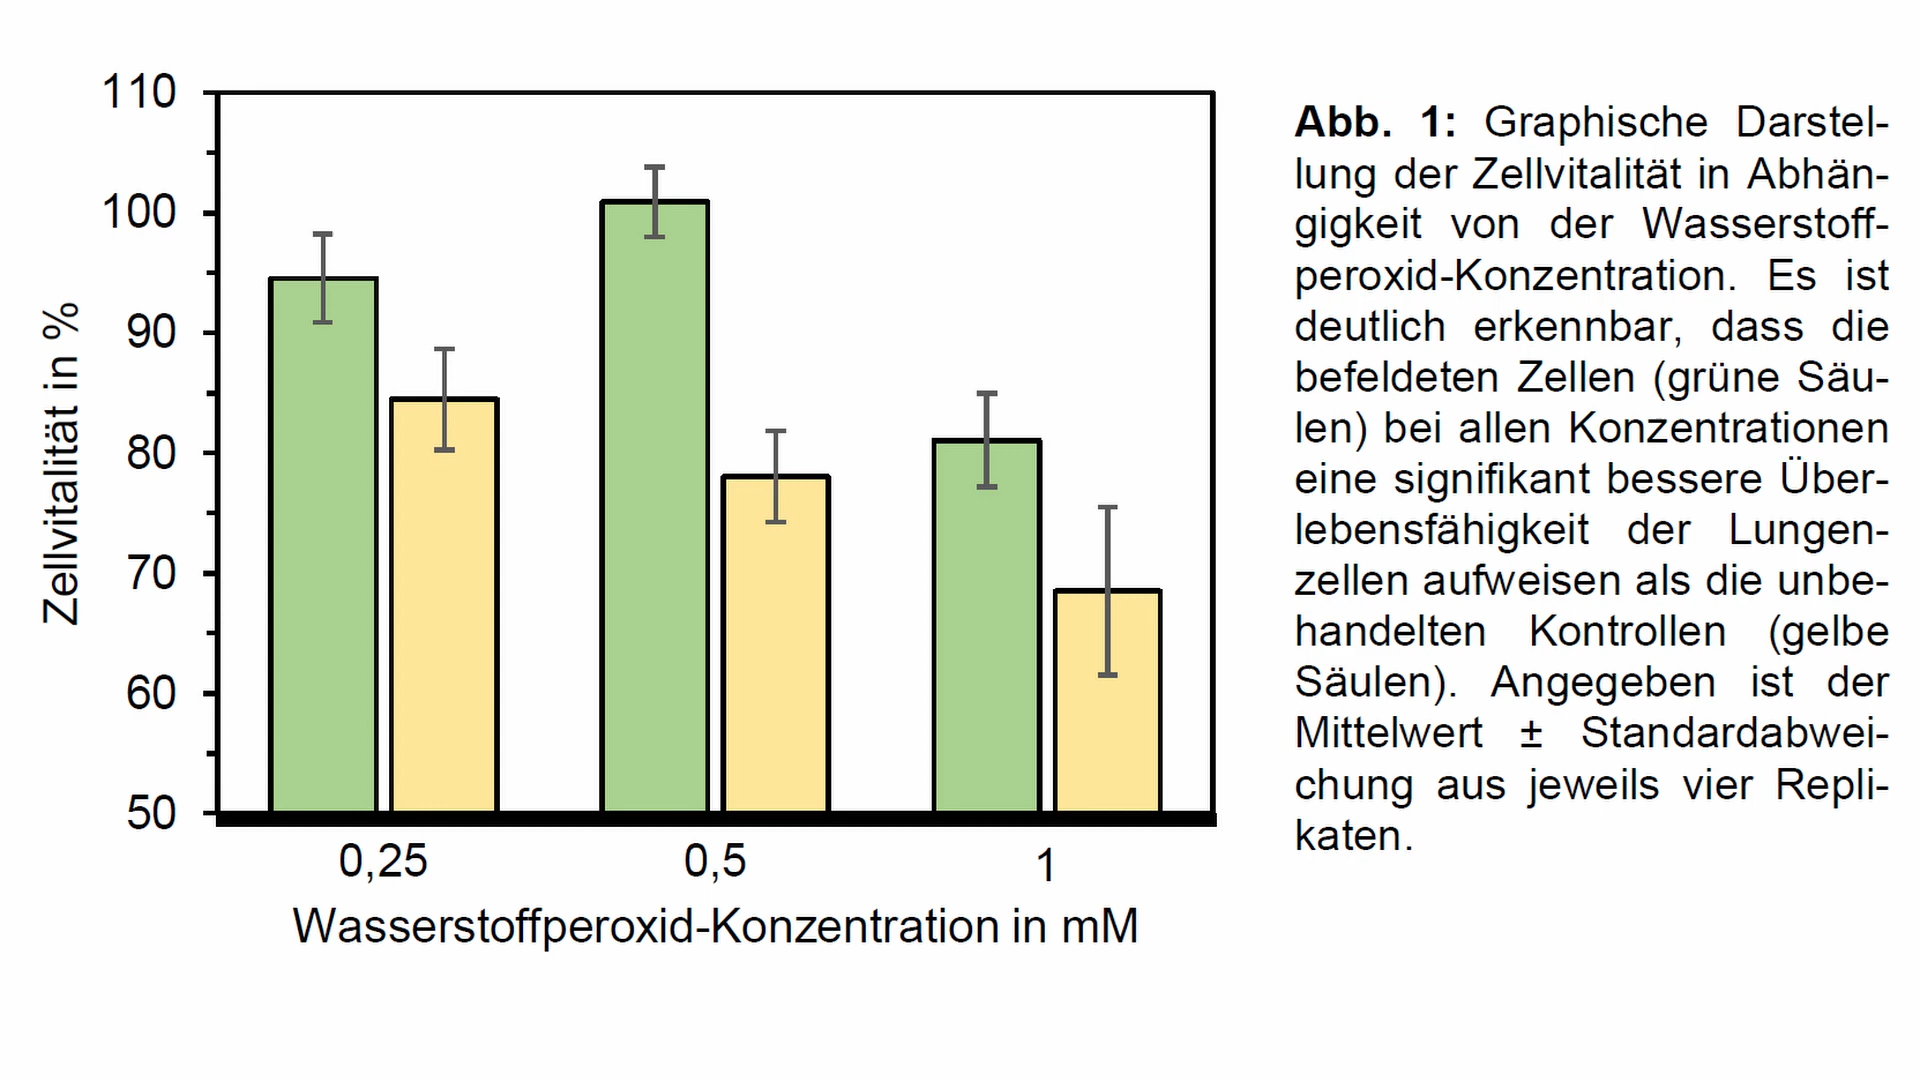 110
100
90
80
70
60
50
Zellvitalität in %
0,25
0,5
1
Wasserstoffperoxid-Konzentration in mM
Abb. 1: Graphische Darstel-
lung der Zellvitalität in Abhän-
gigkeit von der Wasserstoff-
peroxid-Konzentration. Es ist
deutlich erkennbar, dass die
befeldeten Zellen (grüne Säu-
len) bei allen Konzentrationen
eine signifikant bessere Über-
lebensfähigkeit der Lungen-
zellen aufweisen als die unbe-
handelten Kontrollen (gelbe
Säulen). Angegeben ist der
Mittelwert ± Standardabwei-
chung aus jeweils vier Repli-
katen.